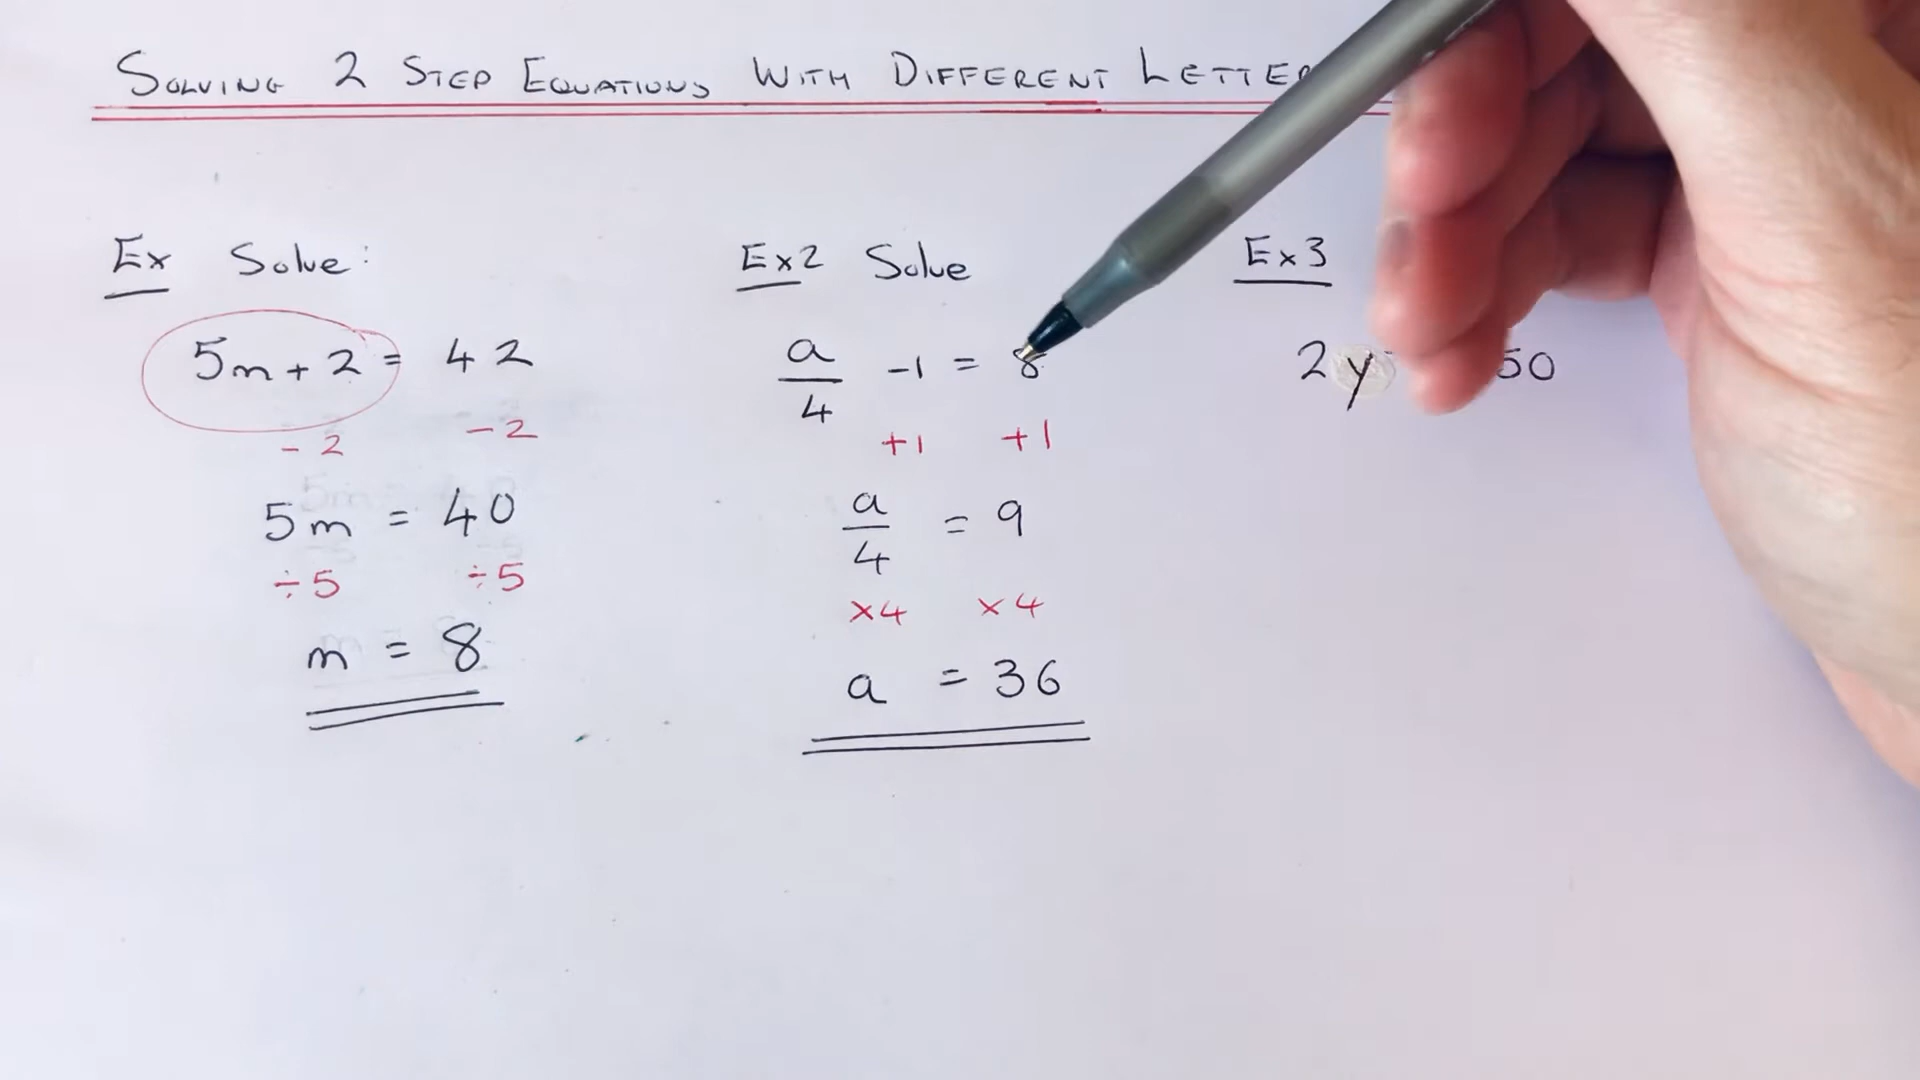 SOLVING 2 STEP EQUATIONS WITH DIFFERENT
Ex Solve:
5m + 2 = 42
- 2 - 2
5m = 40
÷5 ÷5
m = 8
Ex2 Solve
a/4 - 1 = 8
+1 +1
a/4 = 9
×4 ×4
a = 36
Ex3
2y 50